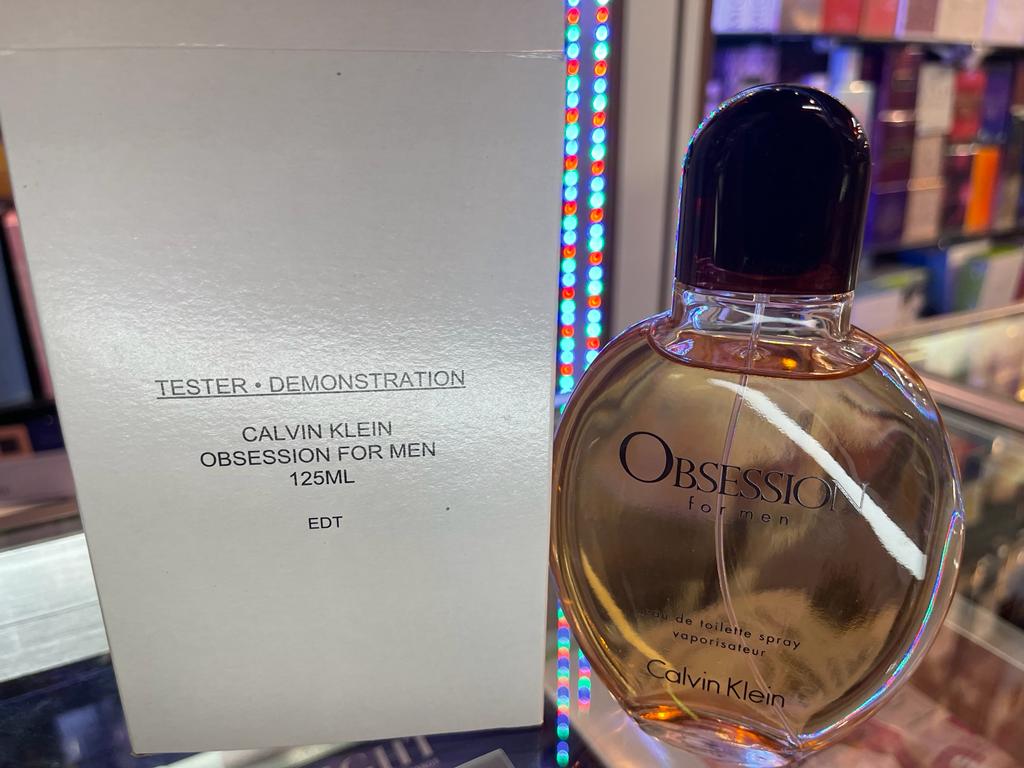 TESTER • DEMONSTRATION
CALVIN KLEIN
OBSESSION FOR MEN
125ML
EDT
OBSESSION
for men
eau de toilette spray
vaporisateur
Calvin Klein